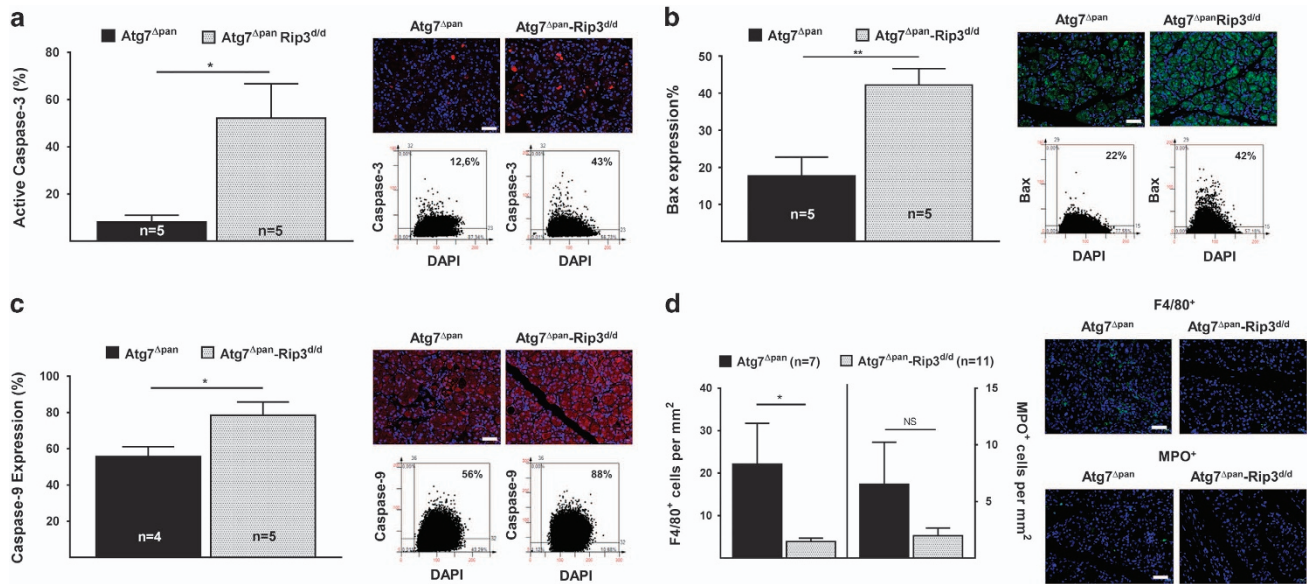 a
Atg7Δpan
Atg7Δpan Rip3d/d
Active Caspase-3 (%)
80
60
40
20
*
n=5
n=5
Atg7Δpan
Atg7Δpan-Rip3d/d
Caspase-3
12,6%
DAPI
Caspase-3
43%
DAPI
b
Atg7Δpan
Atg7Δpan-Rip3d/d
Bax expression%
50
40
30
20
10
**
n=5
n=5
Atg7Δpan
Atg7ΔpanRip3d/d
Bax
22%
DAPI
Bax
42%
DAPI
c
Atg7Δpan
Atg7Δpan-Rip3d/d
Caspase-9 Expression (%)
100
80
60
40
20
*
n=4
n=5
Atg7Δpan
Atg7Δpan-Rip3d/d
Caspase-9
56%
DAPI
Caspase-9
88%
DAPI
d
Atg7Δpan (n=7)
Atg7Δpan-Rip3d/d (n=11)
F4/80+ cells per mm2
40
30
20
10
*
NS
15
10
5
MPO+ cells per mm2
F4/80+
Atg7Δpan
Atg7Δpan-Rip3d/d
MPO+
Atg7Δpan
Atg7Δpan-Rip3d/d